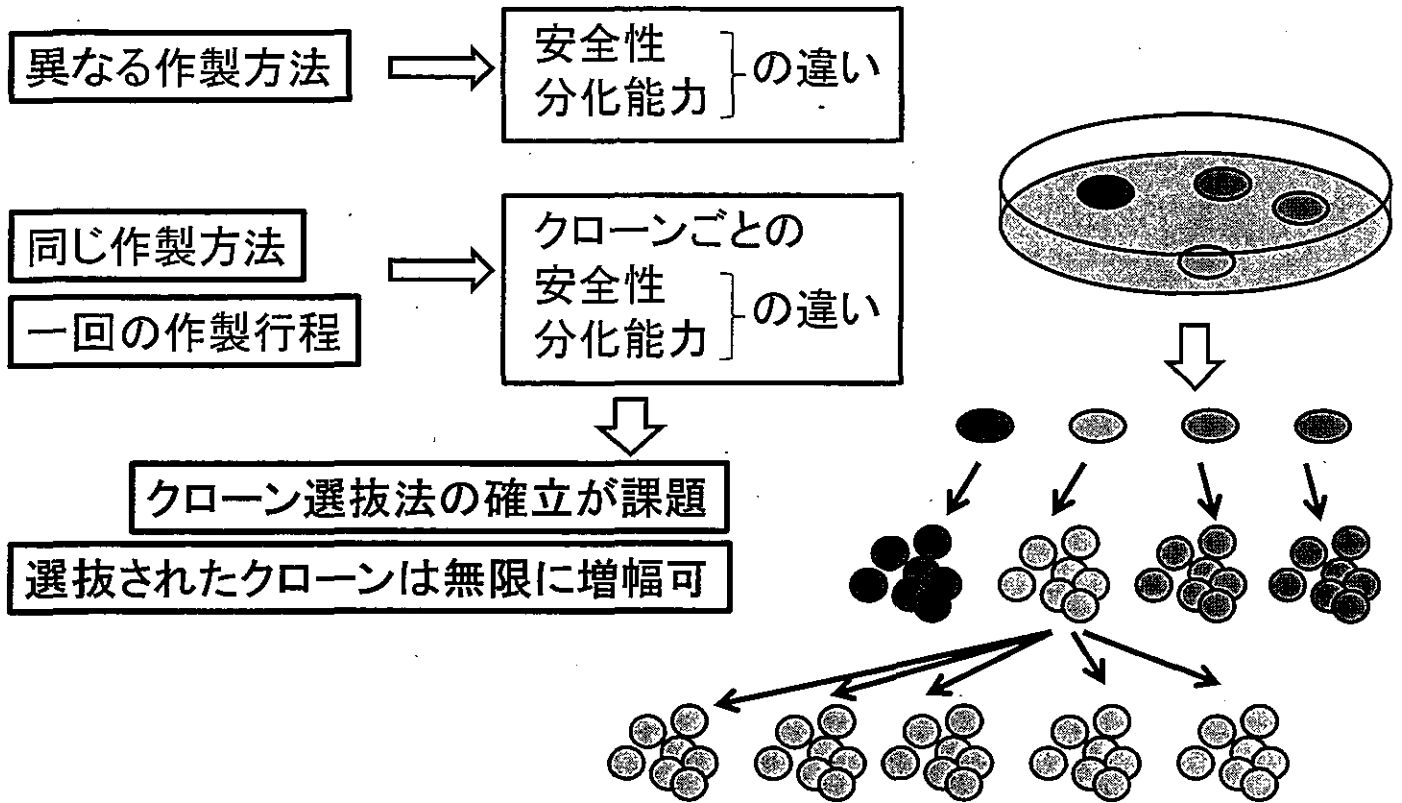 異なる作製方法
安全性
分化能力
の違い
同じ作製方法
一回の作製行程
クローンごとの
安全性
分化能力
の違い
クローン選抜法の確立が課題
選抜されたクローンは無限に増幅可